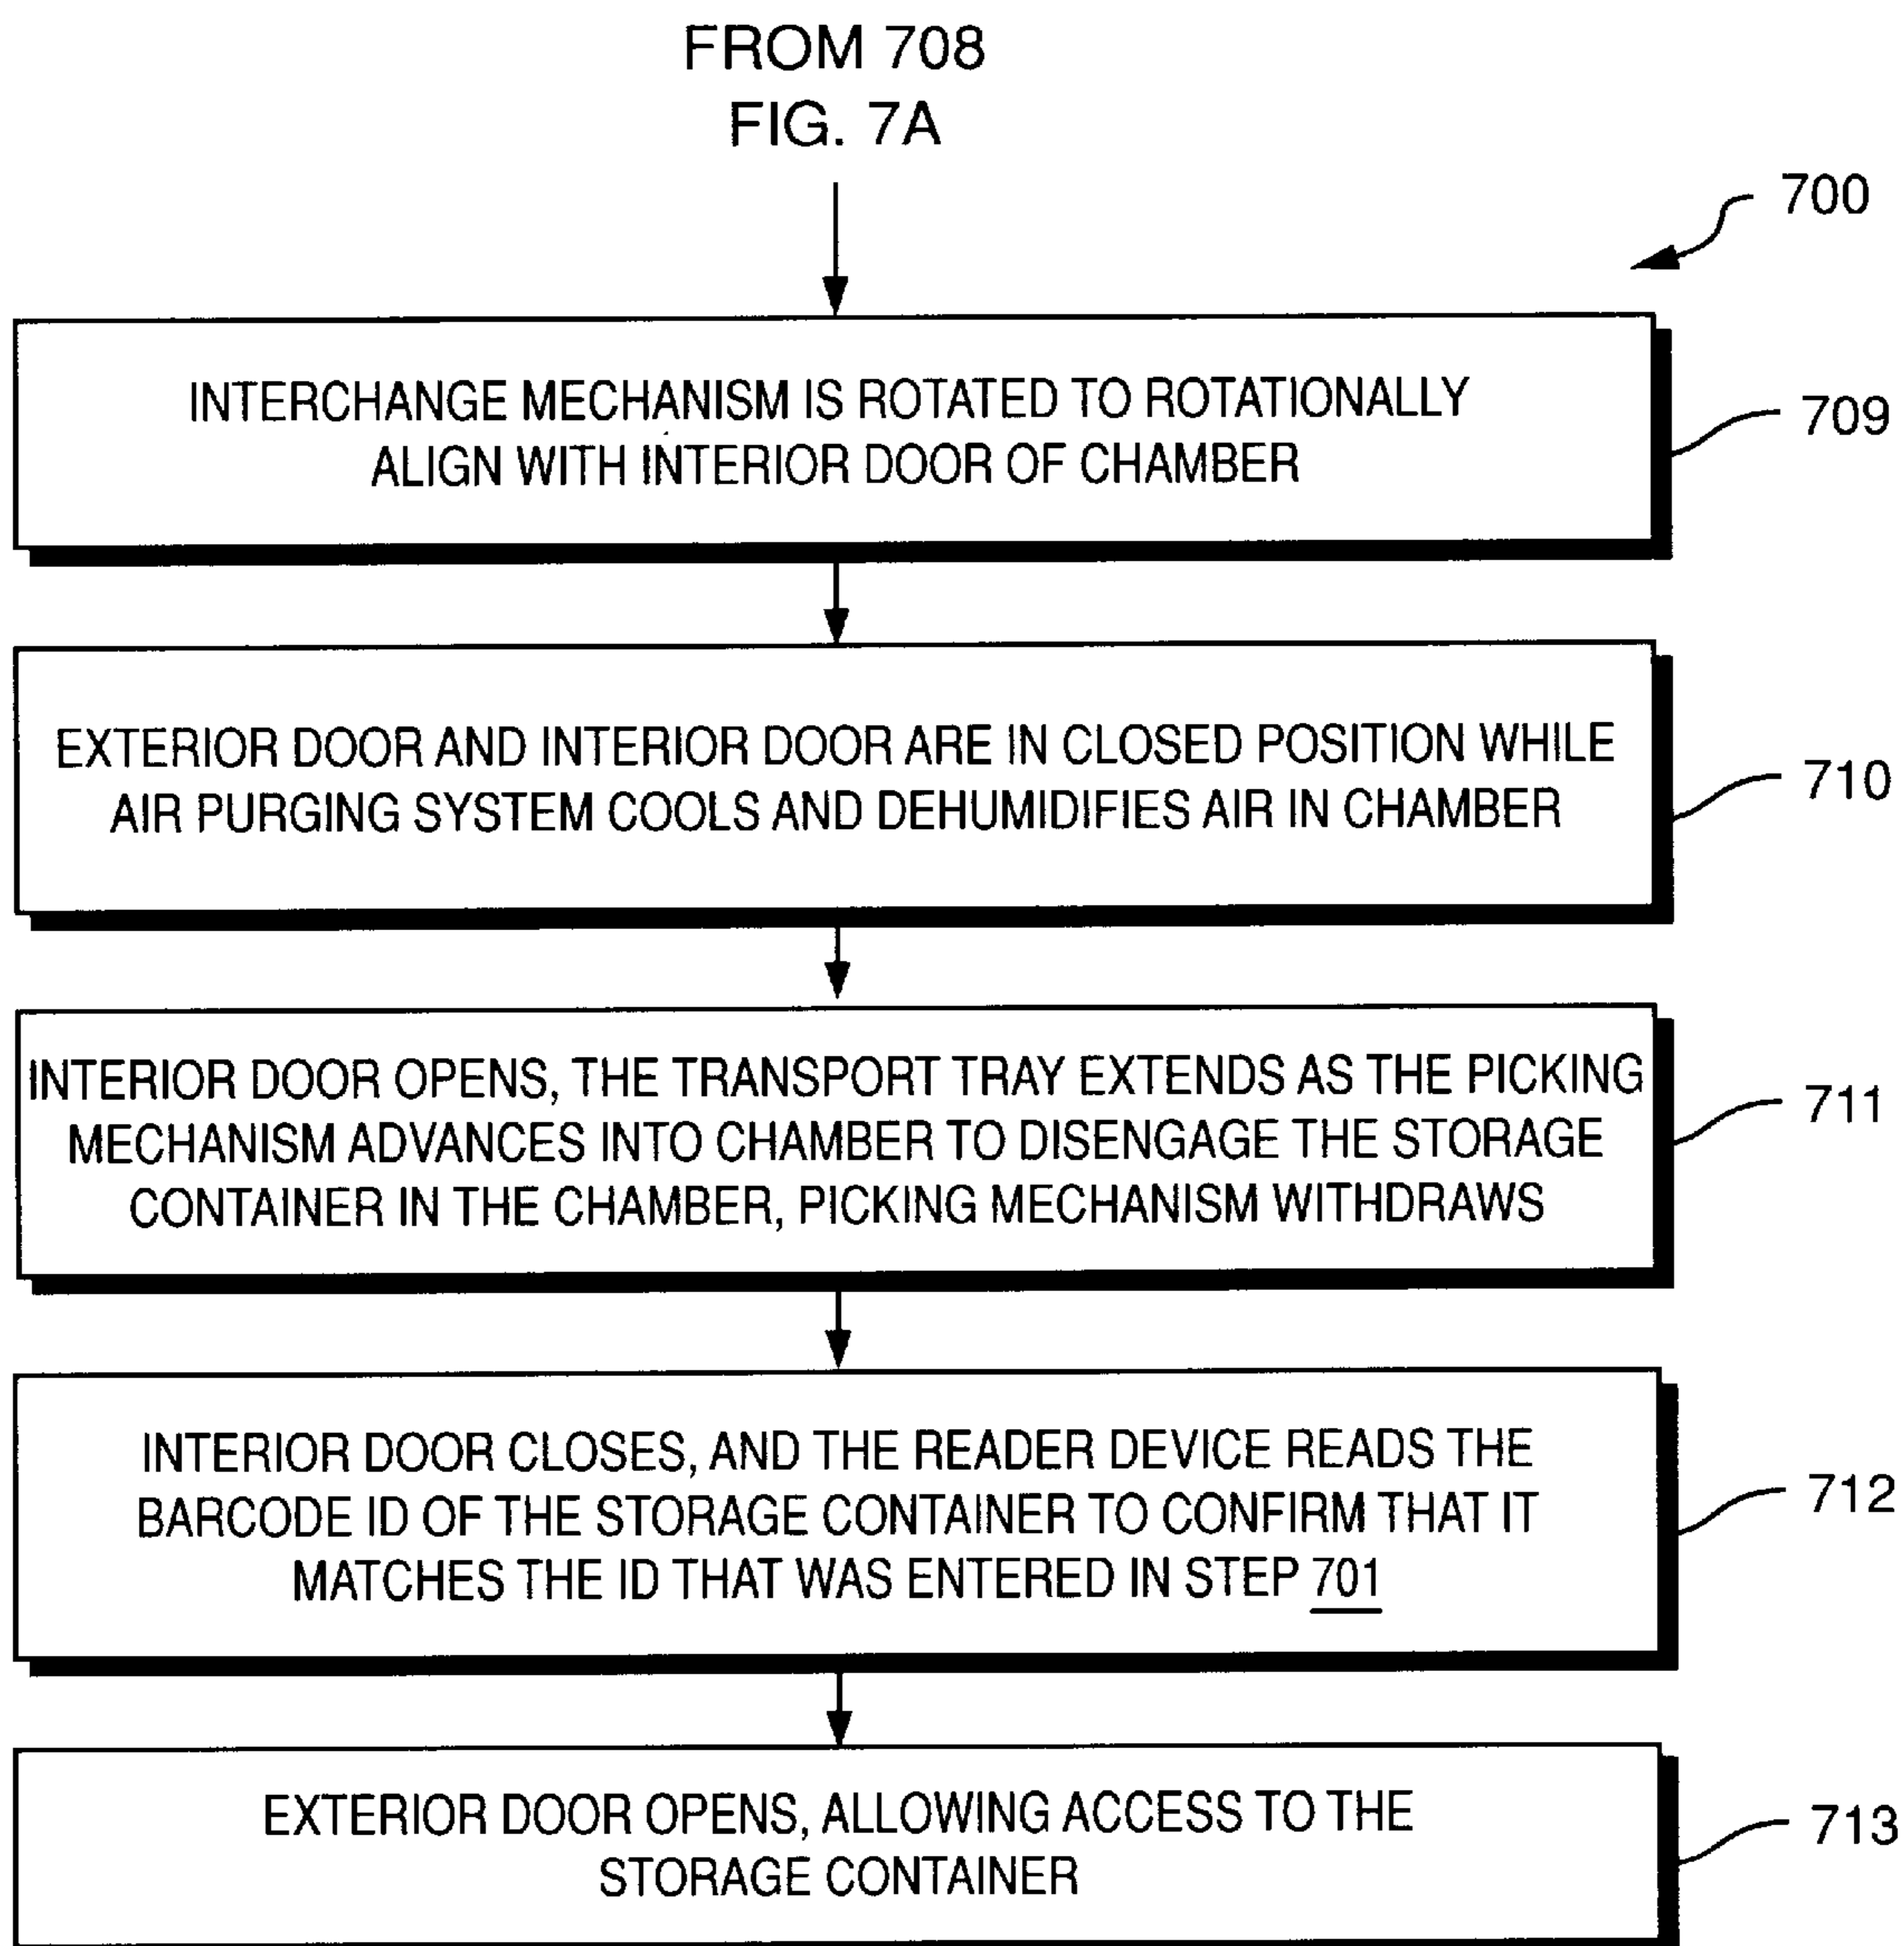 FROM 708
FIG. 7A
700
INTERCHANGE MECHANISM IS ROTATED TO ROTATIONALLY
ALIGN WITH INTERIOR DOOR OF CHAMBER
709
EXTERIOR DOOR AND INTERIOR DOOR ARE IN CLOSED POSITION WHILE
AIR PURGING SYSTEM COOLS AND DEHUMIDIFIES AIR IN CHAMBER
710
INTERIOR DOOR OPENS, THE TRANSPORT TRAY EXTENDS AS THE PICKING
MECHANISM ADVANCES INTO CHAMBER TO DISENGAGE THE STORAGE
CONTAINER IN THE CHAMBER, PICKING MECHANISM WITHDRAWS
711
INTERIOR DOOR CLOSES, AND THE READER DEVICE READS THE
BARCODE ID OF THE STORAGE CONTAINER TO CONFIRM THAT IT
MATCHES THE ID THAT WAS ENTERED IN STEP 701
712
EXTERIOR DOOR OPENS, ALLOWING ACCESS TO THE
STORAGE CONTAINER
713